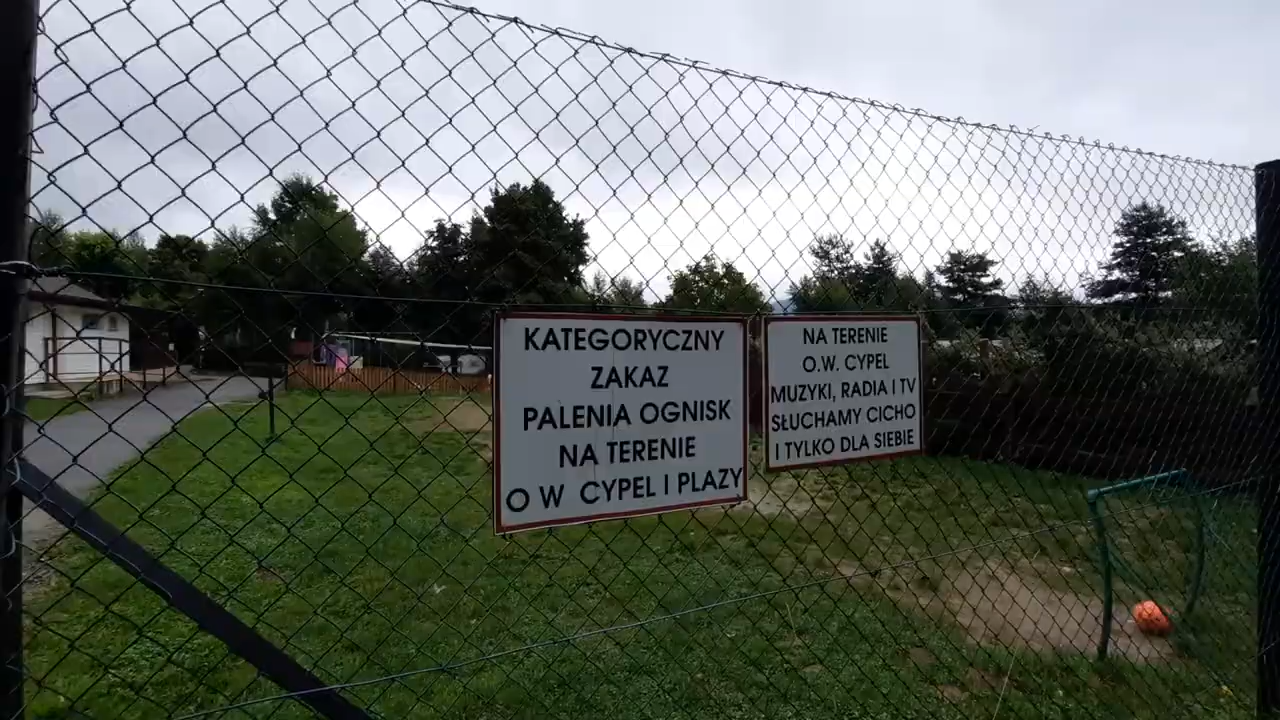 KATEGORYCZNY
ZAKAZ
PALENIA OGNISK
NA TERENIE
O W CYPEL I PLAZY
NA TERENIE
O.W. CYPEL
MUZYKI, RADIA I TV
SŁUCHAMY CICHO
I TYLKO DLA SIEBIE